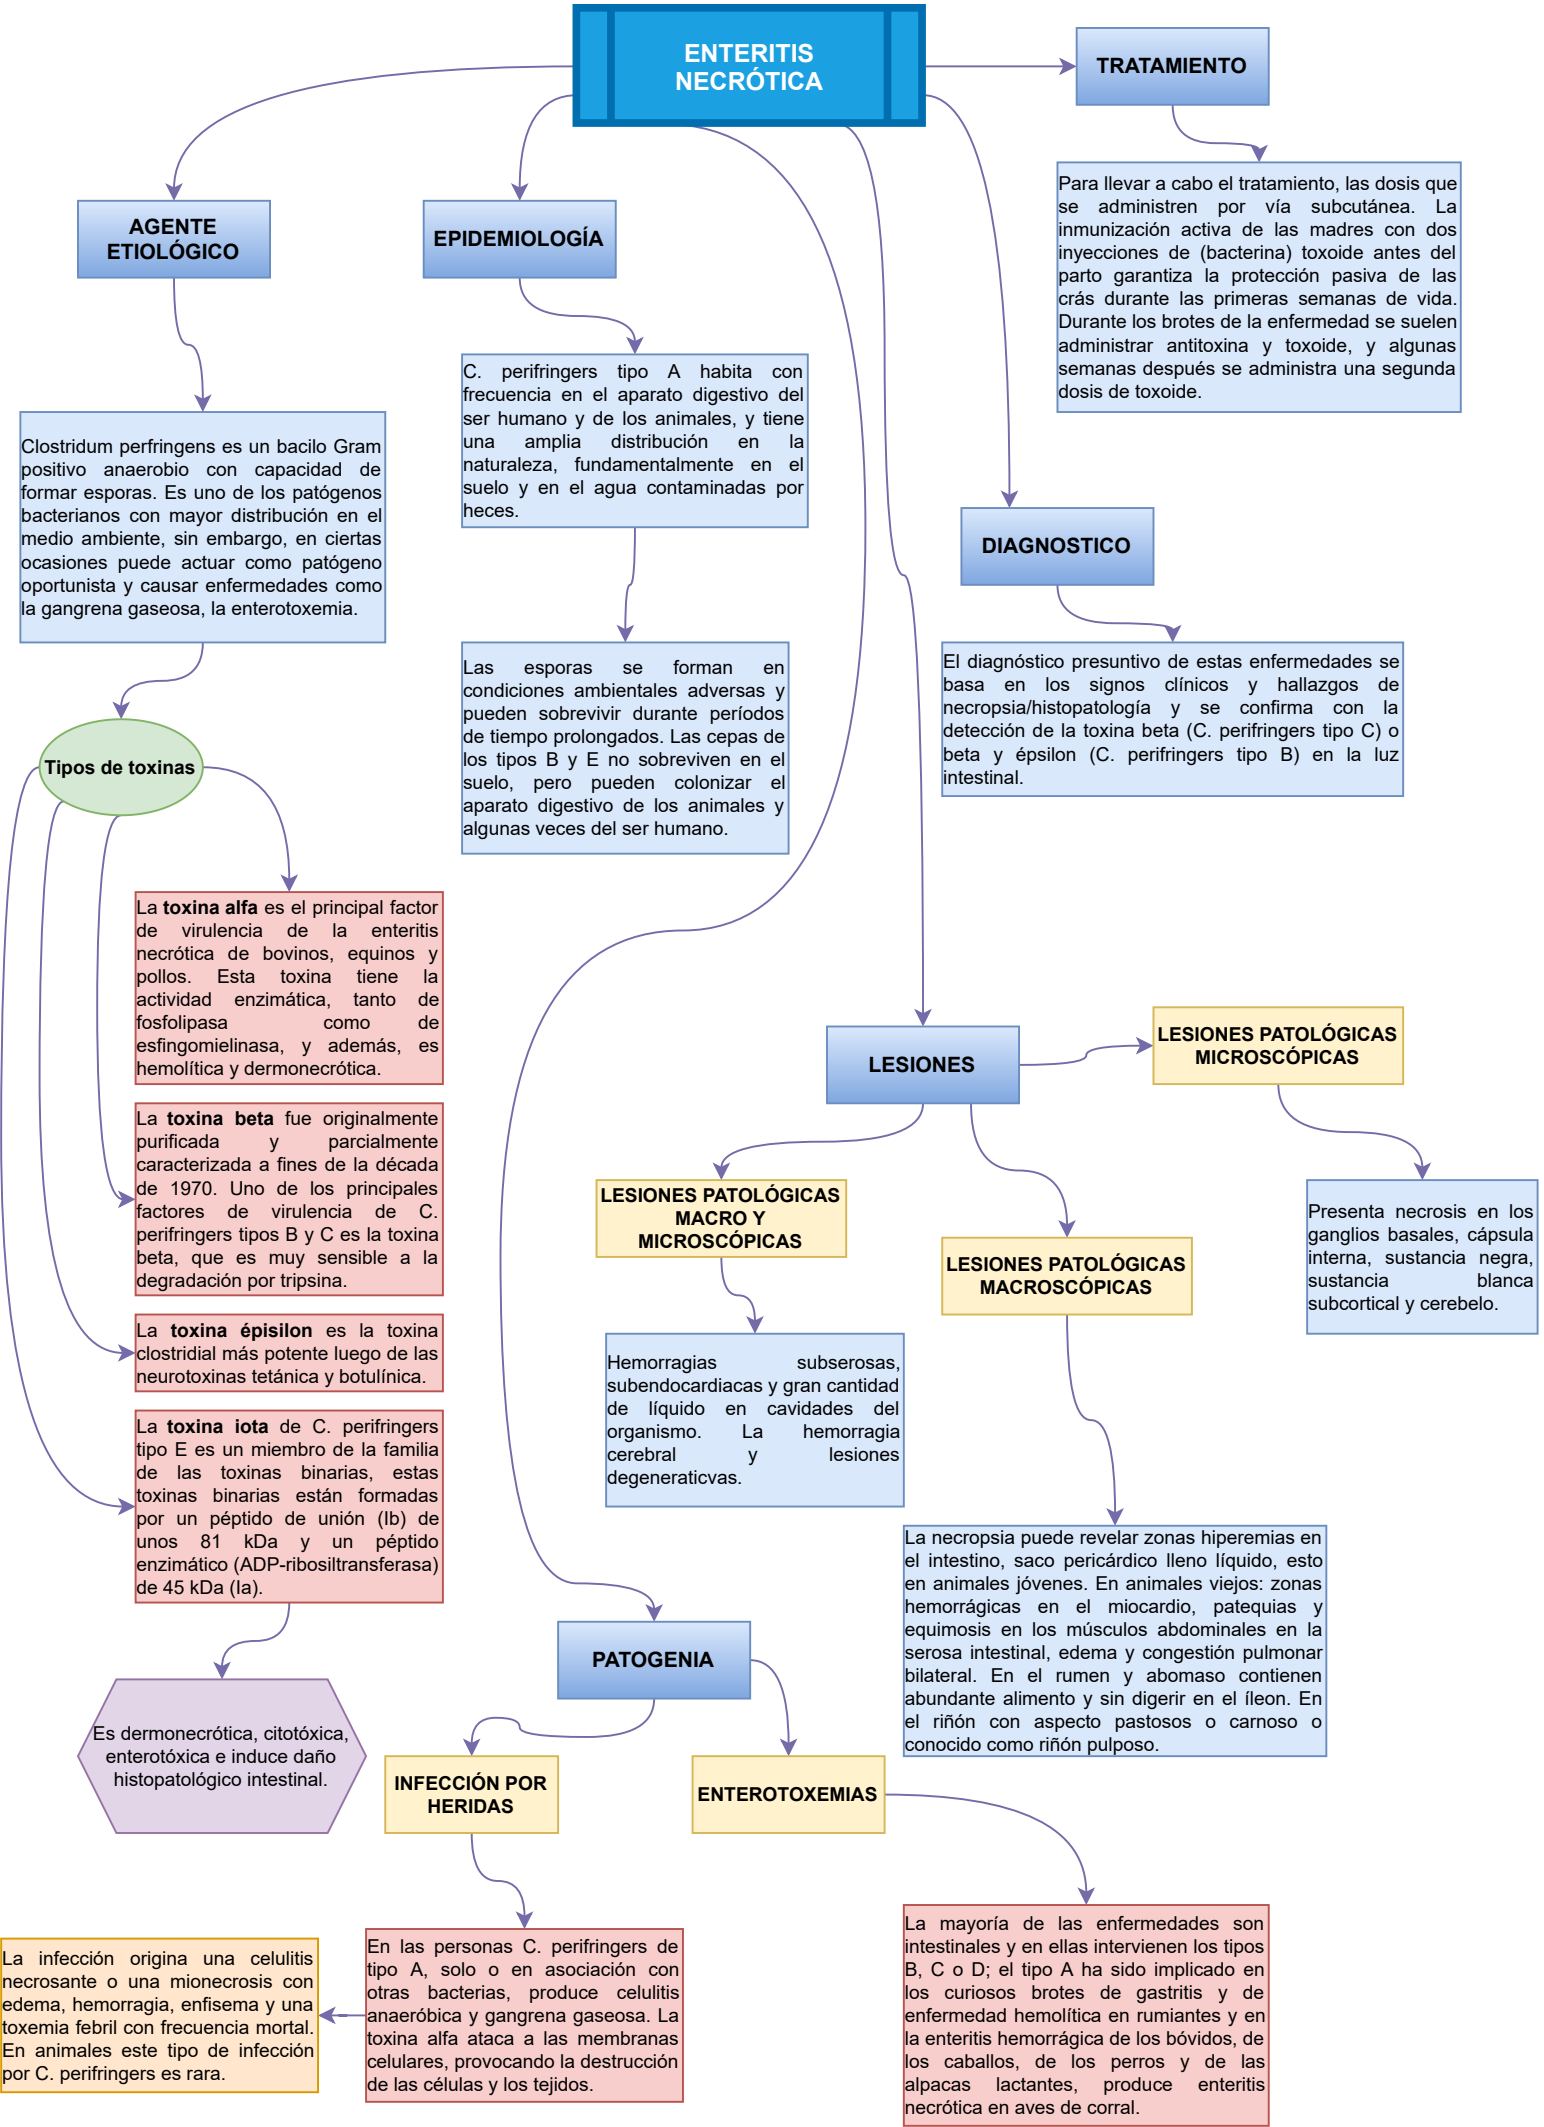 ENTERITIS
NECRÓTICA
TRATAMIENTO
Para llevar a cabo el tratamiento, las dosis que
se administren por vía subcutánea. La
inmunización activa de las madres con dos
inyecciones de (bacterina) toxoide antes del
parto garantiza la protección pasiva de las
crás durante las primeras semanas de vida.
Durante los brotes de la enfermedad se suelen
administrar antitoxina y toxoide, y algunas
semanas después se administra una segunda
dosis de toxoide.
AGENTE
ETIOLÓGICO
EPIDEMIOLOGÍA
C. perifringers tipo A habita con
frecuencia en el aparato digestivo del
ser humano y de los animales, y tiene
una amplia distribución en la
naturaleza, fundamentalmente en el
suelo y en el agua contaminadas por
heces.
Clostridum perfringens es un bacilo Gram
positivo anaerobio con capacidad de
formar esporas. Es uno de los patógenos
bacterianos con mayor distribución en el
medio ambiente, sin embargo, en ciertas
ocasiones puede actuar como patógeno
oportunista y causar enfermedades como
la gangrena gaseosa, la enterotoxemia.
DIAGNOSTICO
El diagnóstico presuntivo de estas enfermedades se
basa en los signos clínicos y hallazgos de
necropsia/histopatología y se confirma con la
detección de la toxina beta (C. perifringers tipo C) o
beta y épsilon (C. perifringers tipo B) en la luz
intestinal.
Las esporas se forman en
condiciones ambientales adversas y
pueden sobrevivir durante períodos
de tiempo prolongados. Las cepas de
los tipos B y E no sobreviven en el
suelo, pero pueden colonizar el
aparato digestivo de los animales y
algunas veces del ser humano.
Tipos de toxinas
La toxina alfa es el principal factor
de virulencia de la enteritis
necrótica de bovinos, equinos y
pollos. Esta toxina tiene la
actividad enzimática, tanto de
fosfolipasa como de
esfingomielinasa, y además, es
hemolítica y dermonecrótica.
La toxina beta fue originalmente
purificada y parcialmente
caracterizada a fines de la década
de 1970. Uno de los principales
factores de virulencia de C.
perifringers tipos B y C es la toxina
beta, que es muy sensible a la
degradación por tripsina.
La toxina épisilon es la toxina
clostridial más potente luego de las
neurotoxinas tetánica y botulínica.
La toxina iota de C. perifringers
tipo E es un miembro de la familia
de las toxinas binarias, estas
toxinas binarias están formadas
por un péptido de unión (Ib) de
unos 81 kDa y un péptido
enzimático (ADP-ribosiltransferasa)
de 45 kDa (Ia).
Es dermonecrótica, citotóxica,
enterotóxica e induce daño
histopatológico intestinal.
LESIONES
LESIONES PATOLÓGICAS
MICROSCÓPICAS
LESIONES PATOLÓGICAS
MACRO Y
MICROSCÓPICAS
LESIONES PATOLÓGICAS
MACROSCÓPICAS
Presenta necrosis en los
ganglios basales, cápsula
interna, sustancia negra,
sustancia blanca
subcortical y cerebelo.
Hemorragias subserosas,
subendocardiacas y gran cantidad
de líquido en cavidades del
organismo. La hemorragia
cerebral y lesiones
degeneraticvas.
La necropsia puede revelar zonas hiperemias en
el intestino, saco pericárdico lleno líquido, esto
en animales jóvenes. En animales viejos: zonas
hemorrágicas en el miocardio, patequias y
equimosis en los músculos abdominales en la
serosa intestinal, edema y congestión pulmonar
bilateral. En el rumen y abomaso contienen
abundante alimento y sin digerir en el íleon. En
el riñón con aspecto pastosos o carnoso o
conocido como riñón pulposo.
PATOGENIA
INFECCIÓN POR
HERIDAS
ENTEROTOXEMIAS
La infección origina una celulitis
necrosante o una mionecrosis con
edema, hemorragia, enfisema y una
toxemia febril con frecuencia mortal.
En animales este tipo de infección
por C. perifringers es rara.
En las personas C. perifringers de
tipo A, solo o en asociación con
otras bacterias, produce celulitis
anaeróbica y gangrena gaseosa. La
toxina alfa ataca a las membranas
celulares, provocando la destrucción
de las células y los tejidos.
La mayoría de las enfermedades son
intestinales y en ellas intervienen los tipos
B, C o D; el tipo A ha sido implicado en
los curiosos brotes de gastritis y de
enfermedad hemolítica en rumiantes y en
la enteritis hemorrágica de los bóvidos, de
los caballos, de los perros y de las
alpacas lactantes, produce enteritis
necrótica en aves de corral.